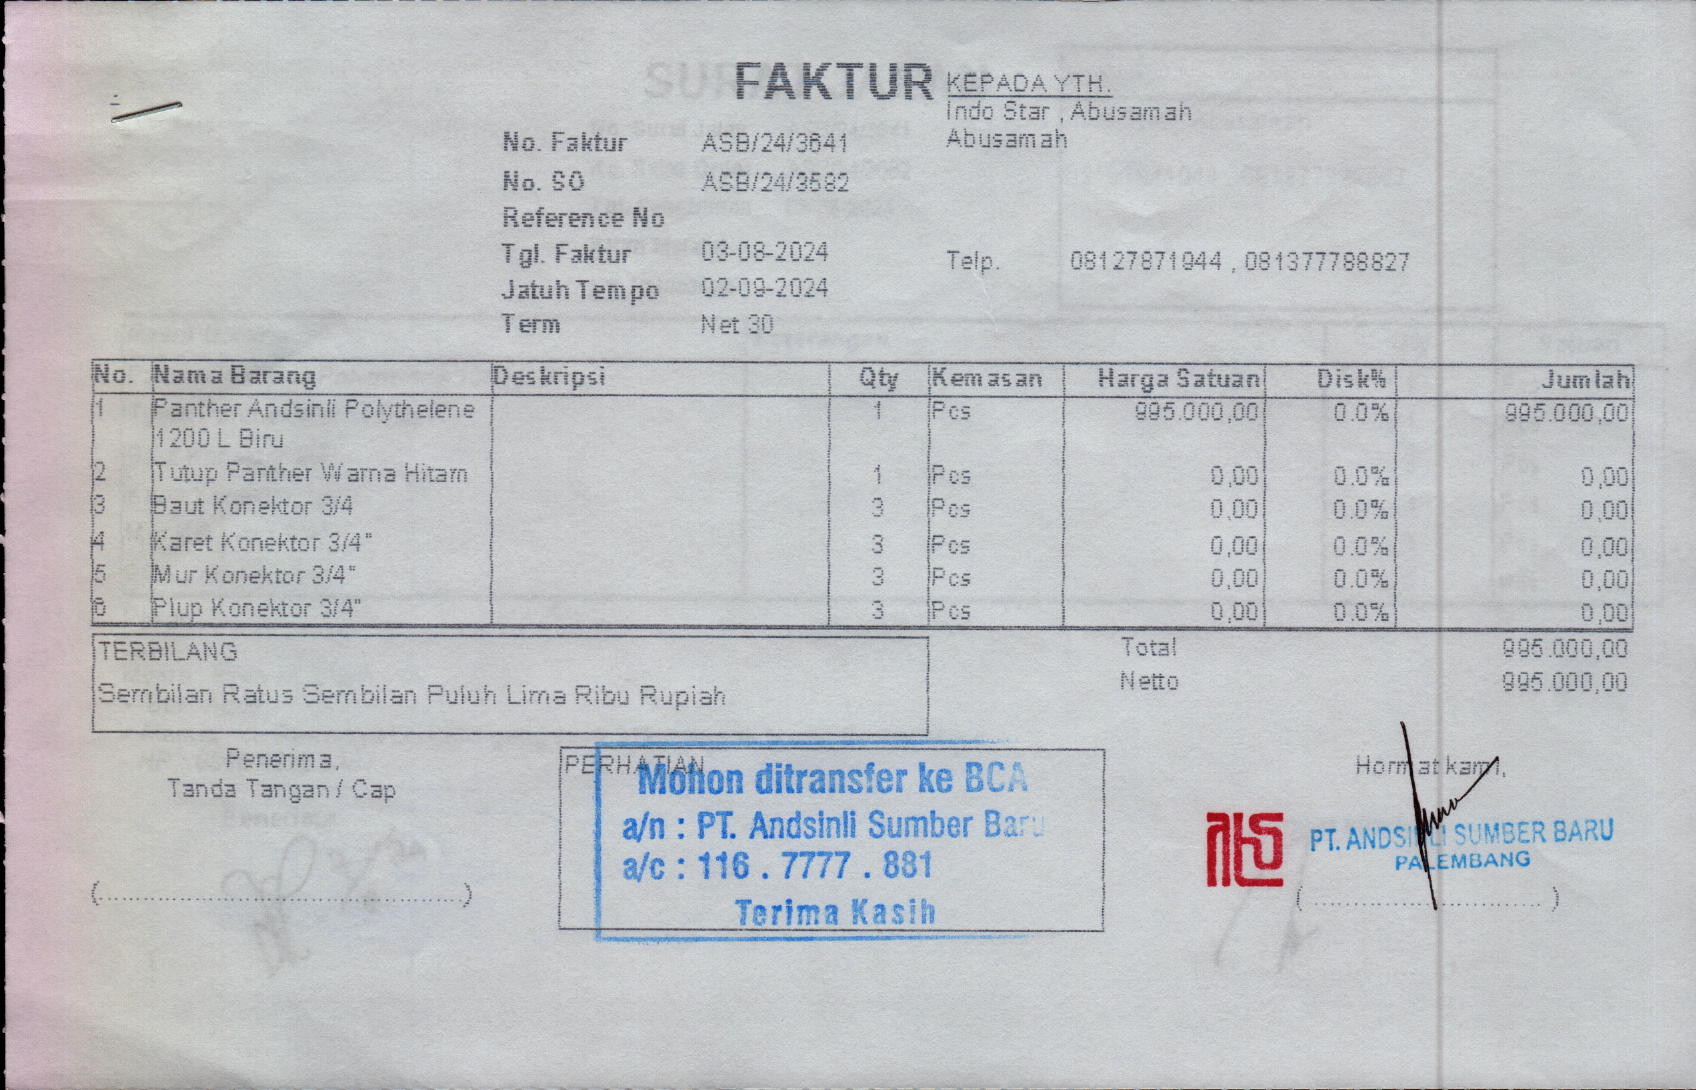 FAKTUR
KEPADA YTH.
Indo Star , Abusamah
Abusamah
No. Faktur ASB/24/3641
No. SO ASB/24/3582
Reference No
Tgl. Faktur 03-08-2024
Telp. 08127871944 , 081377788827
Jatuh Tempo 02-09-2024
Term Net 30
No. Nama Barang Deskripsi Qty Kemasan Harga Satuan Disk% Jumlah
1 Panther Andsinli Polythelene 1 Pcs 995.000,00 0.0% 995.000,00
1200 L Biru
2 Tutup Panther Warna Hitam 1 Pcs 0,00 0.0% 0,00
3 Baut Konektor 3/4 3 Pcs 0,00 0.0% 0,00
4 Karet Konektor 3/4" 3 Pcs 0,00 0.0% 0,00
5 Mur Konektor 3/4" 3 Pcs 0,00 0.0% 0,00
6 Plup Konektor 3/4" 3 Pcs 0,00 0.0% 0,00
Total 995.000,00
Netto 995.000,00
TERBILANG
Sembilan Ratus Sembilan Puluh Lima Ribu Rupiah
Penerima,
Tanda Tangan / Cap
(....................................................)
PERHATIAN
Mohon ditransfer ke BCA
a/n : PT. Andsinli Sumber Baru
a/c : 116 . 7777 . 881
Terima Kasih
Hormat kami,
PT. ANDSINLI SUMBER BARU
PALEMBANG
(................................)